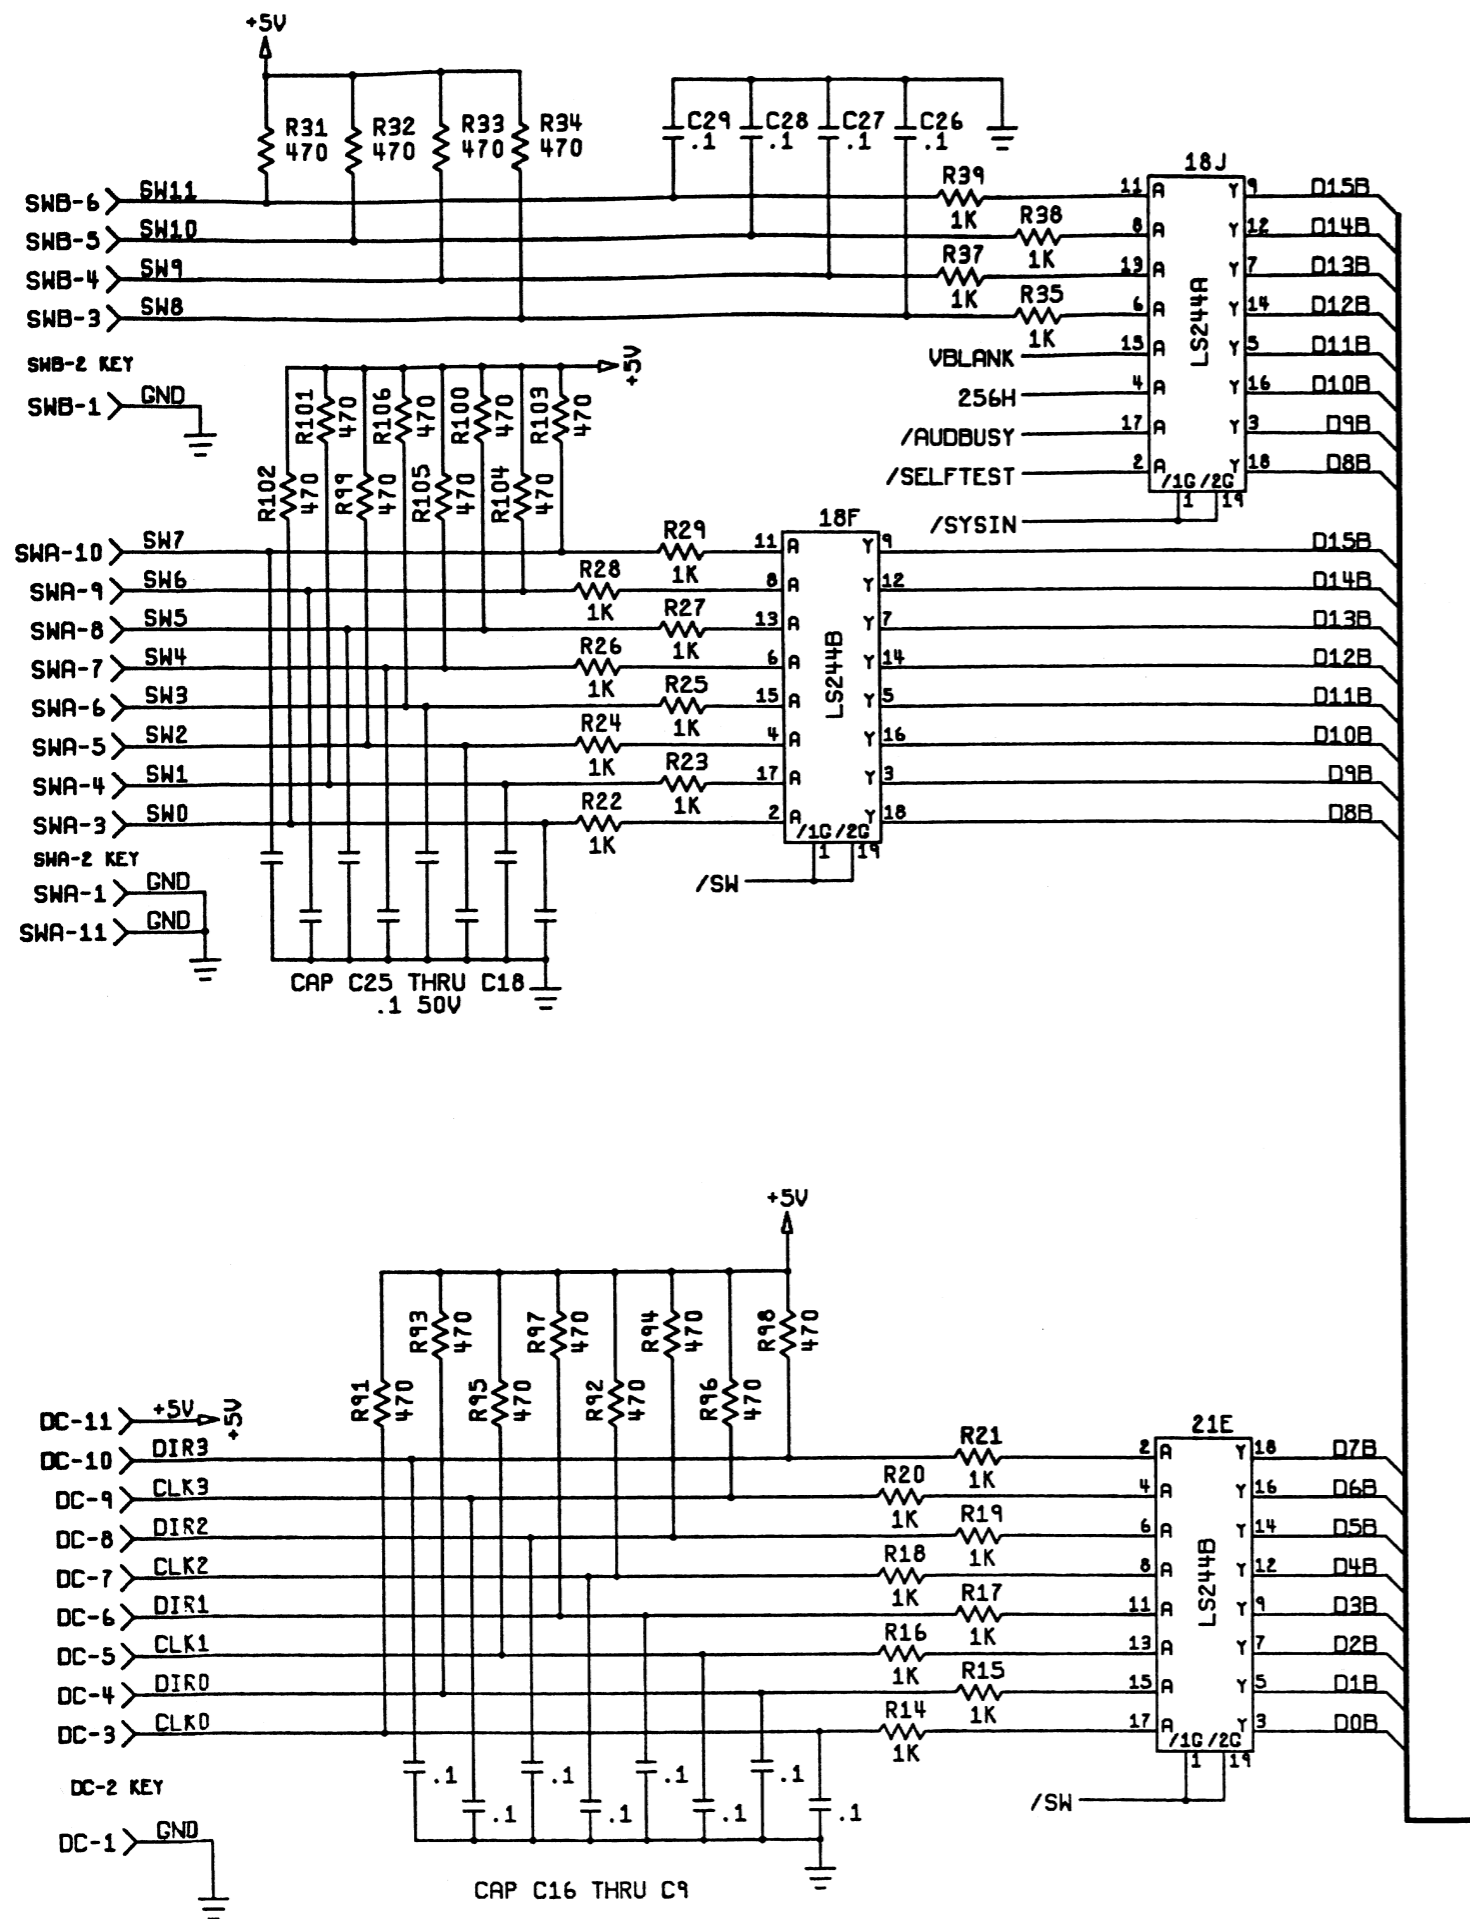 +5V
R31
470
R32
470
R33
470
R34
470
C29
.1
C28
.1
C27
.1
C26
.1
SWB-6 SW11
SWB-5 SW10
SWB-4 SW9
SWB-3 SW8
SWB-2 KEY
SWB-1 GND
R39
1K
R38
1K
R37
1K
R35
1K
VBLANK
256H
/AUDBUSY
/SELFTEST
/SYSIN
18J
LS244A
11 A Y 9 D15B
8 A Y 12 D14B
13 A Y 7 D13B
6 A Y 14 D12B
15 A Y 5 D11B
4 A Y 16 D10B
17 A Y 3 D9B
2 A Y 18 D8B
/1G /2G
1 19
+5V
R101
470
R106
470
R100
470
R103
470
R102
470
R99
470
R105
470
R104
470
SWA-10 SW7
SWA-9 SW6
SWA-8 SW5
SWA-7 SW4
SWA-6 SW3
SWA-5 SW2
SWA-4 SW1
SWA-3 SW0
SWA-2 KEY
SWA-1 GND
SWA-11 GND
R29
1K
R28
1K
R27
1K
R26
1K
R25
1K
R24
1K
R23
1K
R22
1K
18F
LS244B
11 A Y 9 D15B
8 A Y 12 D14B
13 A Y 7 D13B
6 A Y 14 D12B
15 A Y 5 D11B
4 A Y 16 D10B
17 A Y 3 D9B
2 A Y 18 D8B
/1G /2G
1 19
/SW
CAP C25 THRU C18
.1 50V
+5V
R93
470
R97
470
R94
470
R98
470
R91
470
R95
470
R92
470
R96
470
DC-11 +5V +5V
DC-10 DIR3
DC-9 CLK3
DC-8 DIR2
DC-7 CLK2
DC-6 DIR1
DC-5 CLK1
DC-4 DIR0
DC-3 CLK0
DC-2 KEY
DC-1 GND
R21
1K
R20
1K
R19
1K
R18
1K
R17
1K
R16
1K
R15
1K
R14
1K
21E
LS244B
2 A Y 18 D7B
4 A Y 16 D6B
6 A Y 14 D5B
8 A Y 12 D4B
11 A Y 9 D3B
13 A Y 7 D2B
15 A Y 5 D1B
17 A Y 3 D0B
/1G /2G
1 19
/SW
.1 .1 .1 .1
.1 .1 .1 .1
CAP C16 THRU C9